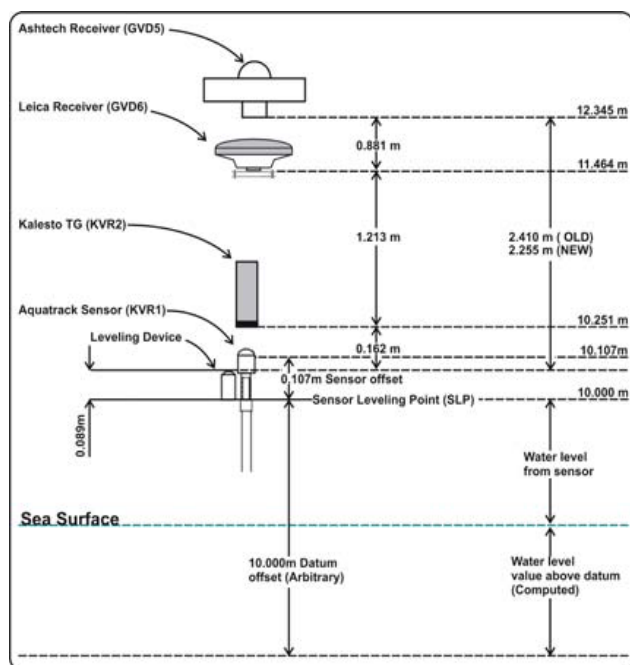 Ashtech Receiver (GVD5)
Leica Receiver (GVD6)
12.345 m
0.881 m
11.464 m
Kalesto TG (KVR2)
1.213 m
2.410 m ( OLD)
2.255 m (NEW)
Aquatrack Sensor (KVR1)
10.251 m
Leveling Device
0.162 m
10.107m
0.107m Sensor offset
Sensor Leveling Point (SLP)
10.000 m
0.089m
Water level
from sensor
Sea Surface
10.000m Datum
offset (Arbitrary)
Water level
value above datum
(Computed)